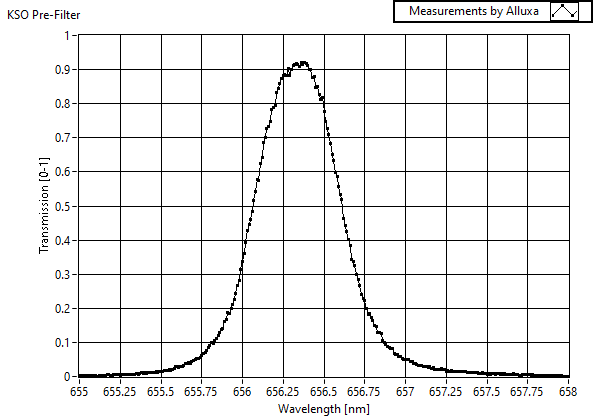 KSO Pre-Filter
Measurements by Alluxa
Transmission [0-1]
1
0.9
0.8
0.7
0.6
0.5
0.4
0.3
0.2
0.1
0
655 655.25 655.5 655.75 656 656.25 656.5 656.75 657 657.25 657.5 657.75 658
Wavelength [nm]